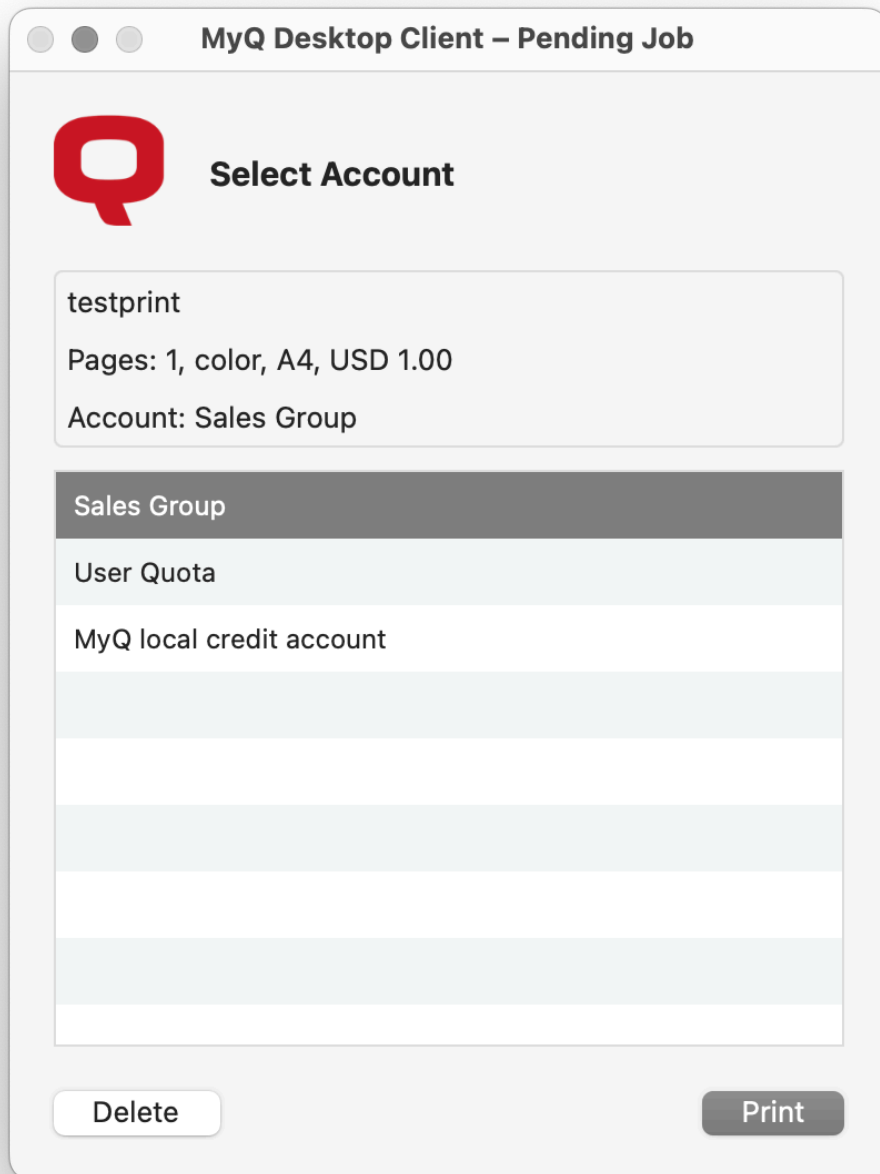 MyQ Desktop Client – Pending Job
Select Account
testprint
Pages: 1, color, A4, USD 1.00
Account: Sales Group
Sales Group
User Quota
MyQ local credit account
Delete
Print